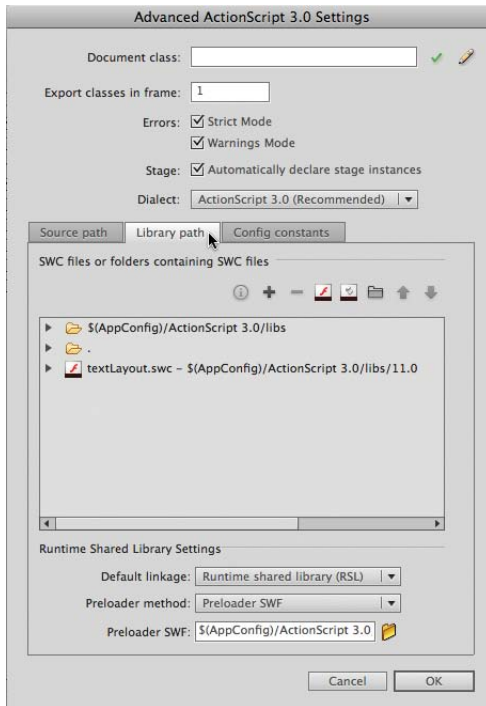 Advanced ActionScript 3.0 Settings
Document class:
Export classes in frame: 1
Errors: Strict Mode
Warnings Mode
Stage: Automatically declare stage instances
Dialect: ActionScript 3.0 (Recommended)
Source path Library path Config constants
SWC files or folders containing SWC files
$(AppConfig)/ActionScript 3.0/libs
.
textLayout.swc – $(AppConfig)/ActionScript 3.0/libs/11.0
Runtime Shared Library Settings
Default linkage: Runtime shared library (RSL)
Preloader method: Preloader SWF
Preloader SWF: $(AppConfig)/ActionScript 3.0
Cancel OK